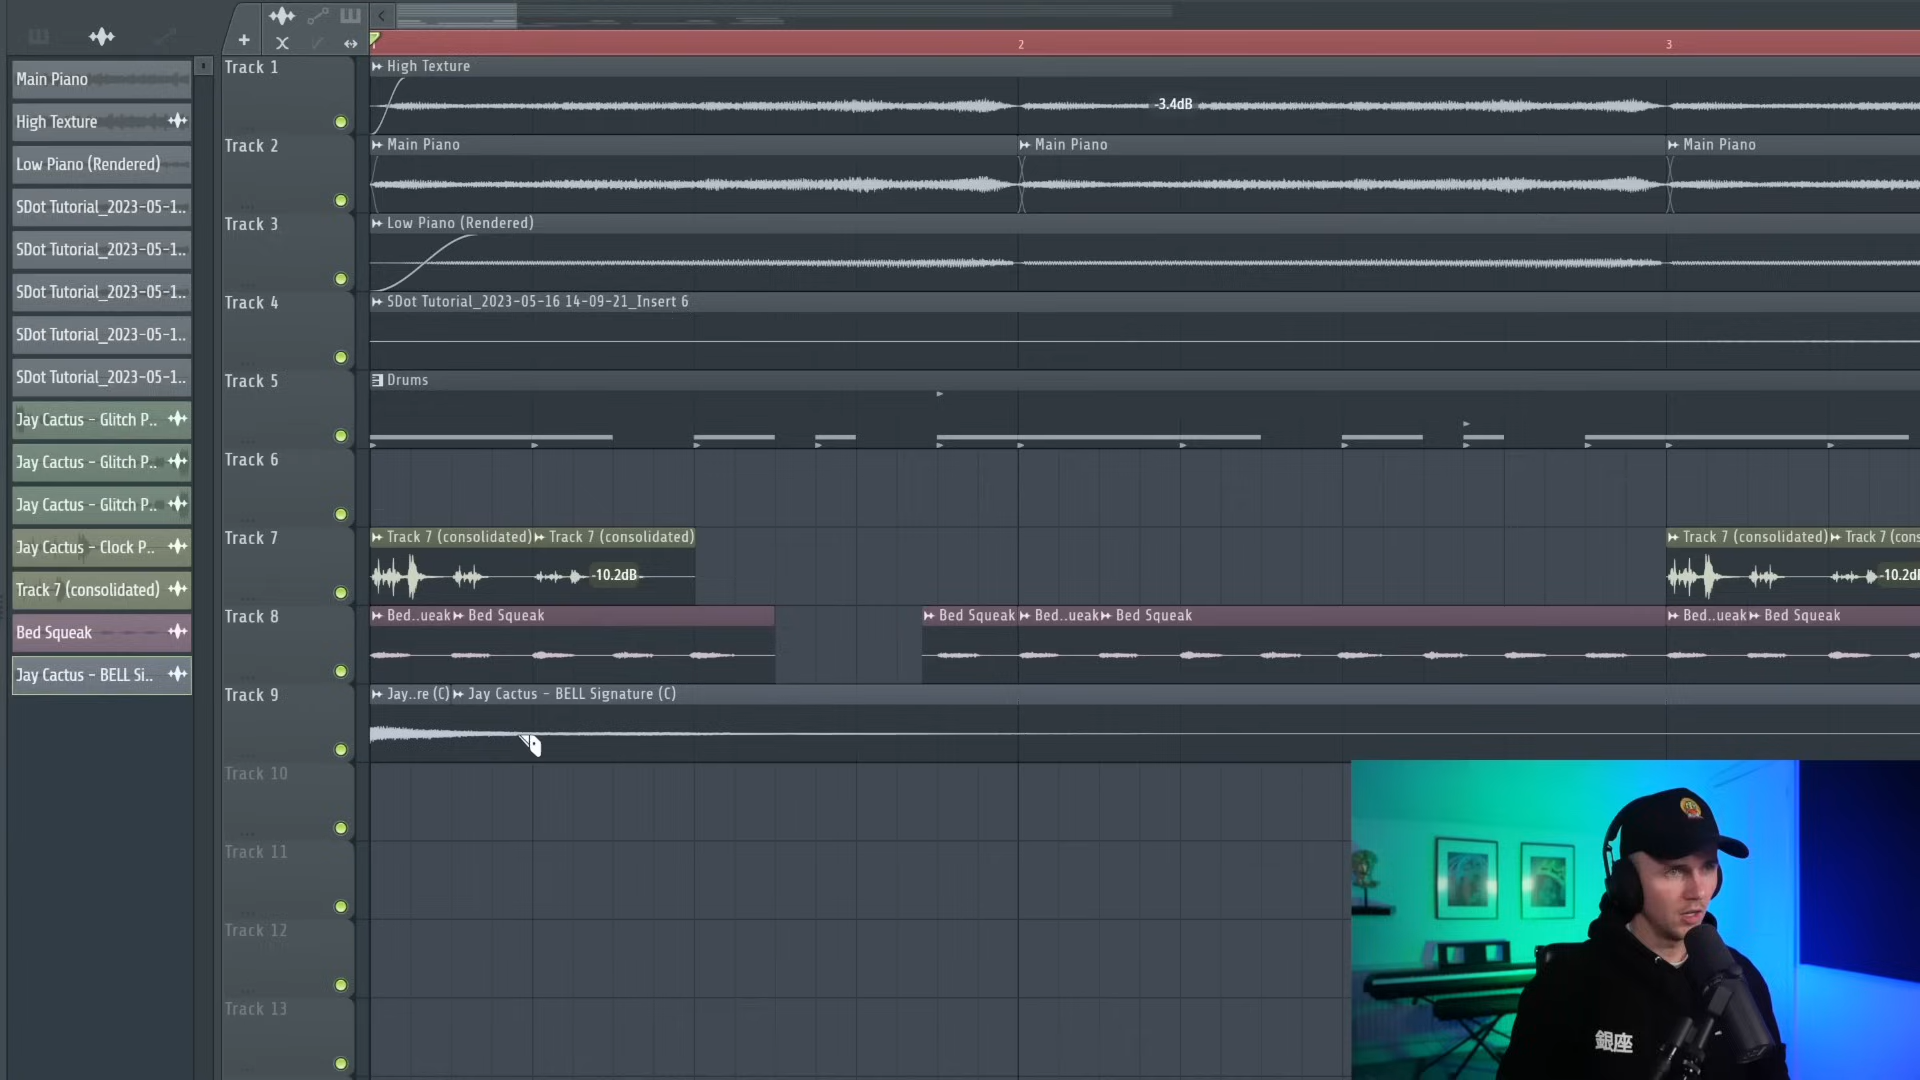 Main Piano
High Texture
Low Piano (Rendered)
SDot Tutorial_2023-05-1..
SDot Tutorial_2023-05-1..
SDot Tutorial_2023-05-1..
SDot Tutorial_2023-05-1..
SDot Tutorial_2023-05-1..
Jay Cactus - Glitch P..
Jay Cactus - Glitch P..
Jay Cactus - Glitch P..
Jay Cactus - Clock P..
Track 7 (consolidated)
Bed Squeak
Jay Cactus - BELL Si..
2 3
Track 1 High Texture
-3.4dB
Track 2 Main Piano Main Piano Main Piano
Track 3 Low Piano (Rendered)
Track 4 SDot Tutorial_2023-05-16 14-09-21_Insert 6
Track 5 Drums
Track 6
Track 7 Track 7 (consolidated) Track 7 (consolidated) Track 7 (consolidated) Track 7 (cons
-10.2dB -10.2dB
Track 8 Bed..ueak Bed Squeak Bed Squeak Bed..ueak Bed Squeak Bed..ueak Bed Squeak
Track 9 Jay..re (C) Jay Cactus - BELL Signature (C)
Track 10
Track 11
Track 12
Track 13
銀座